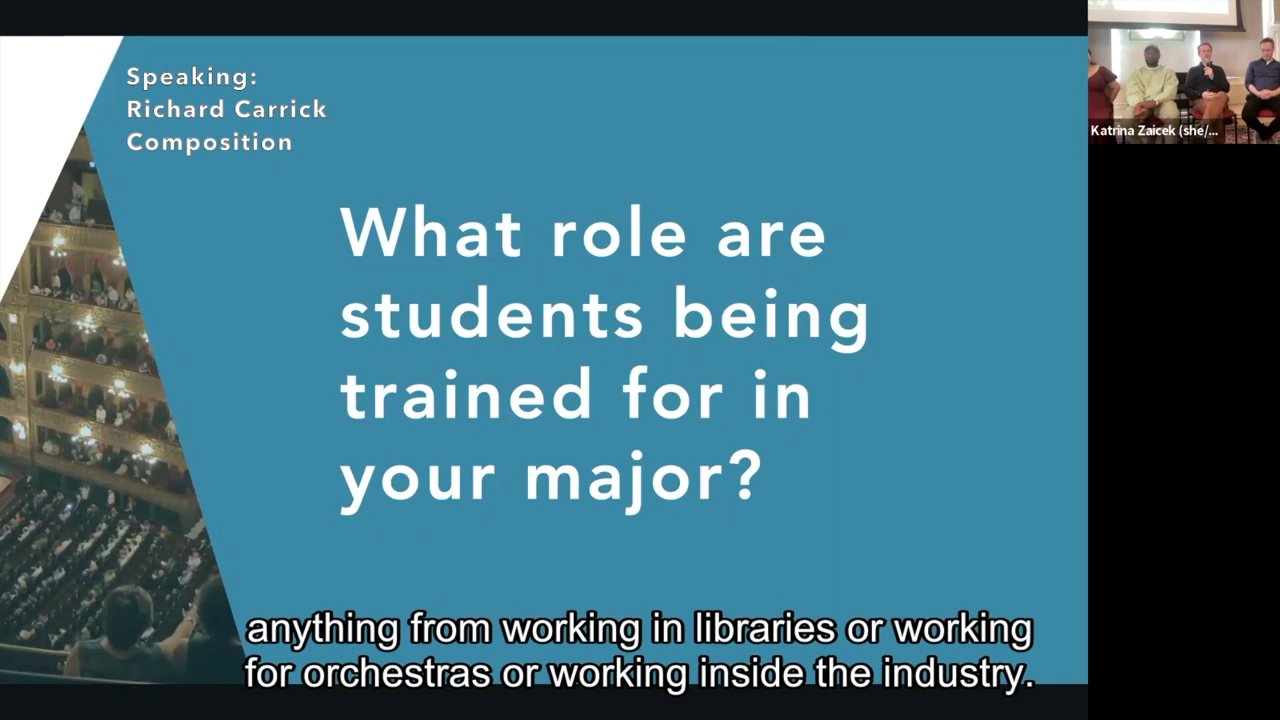 Speaking:
Richard Carrick
Composition
Katrina Zaicek (she/...
What role are
students being
trained for in
your major?
anything from working in libraries or working
for orchestras or working inside the industry.